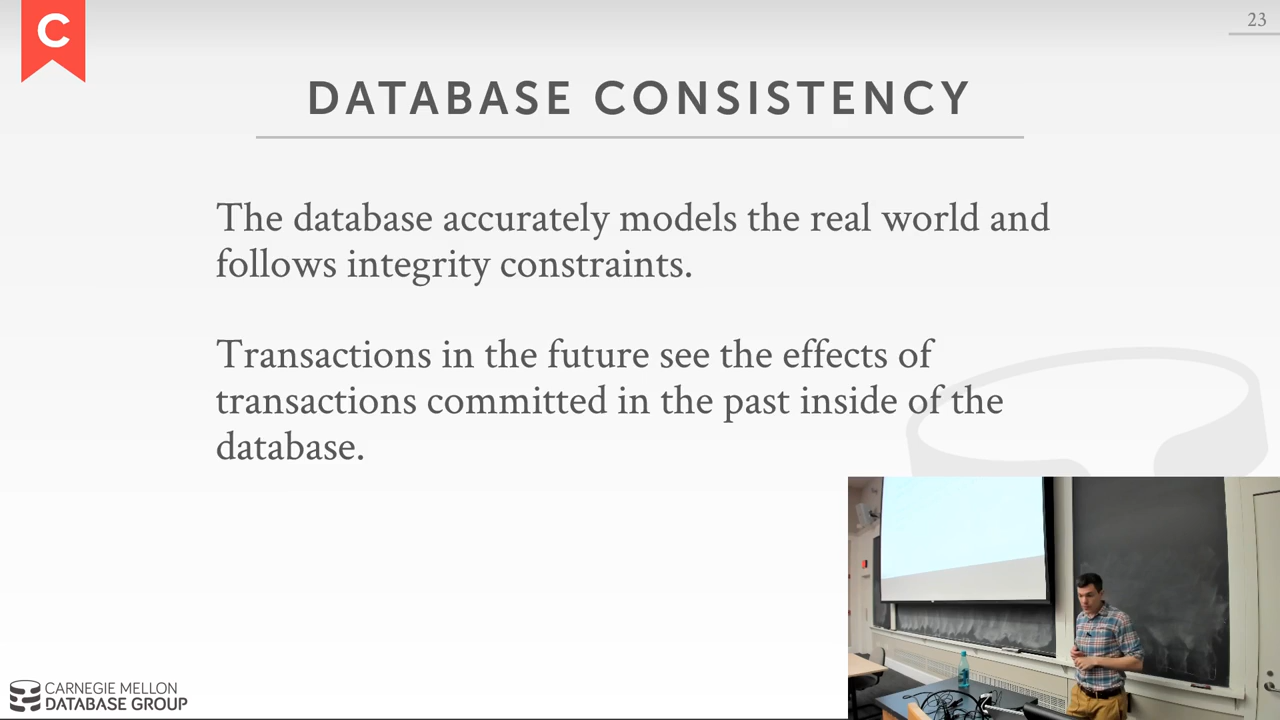 C
23
DATABASE CONSISTENCY
The database accurately models the real world and
follows integrity constraints.
Transactions in the future see the effects of
transactions committed in the past inside of the
database.
CARNEGIE MELLON
DATABASE GROUP